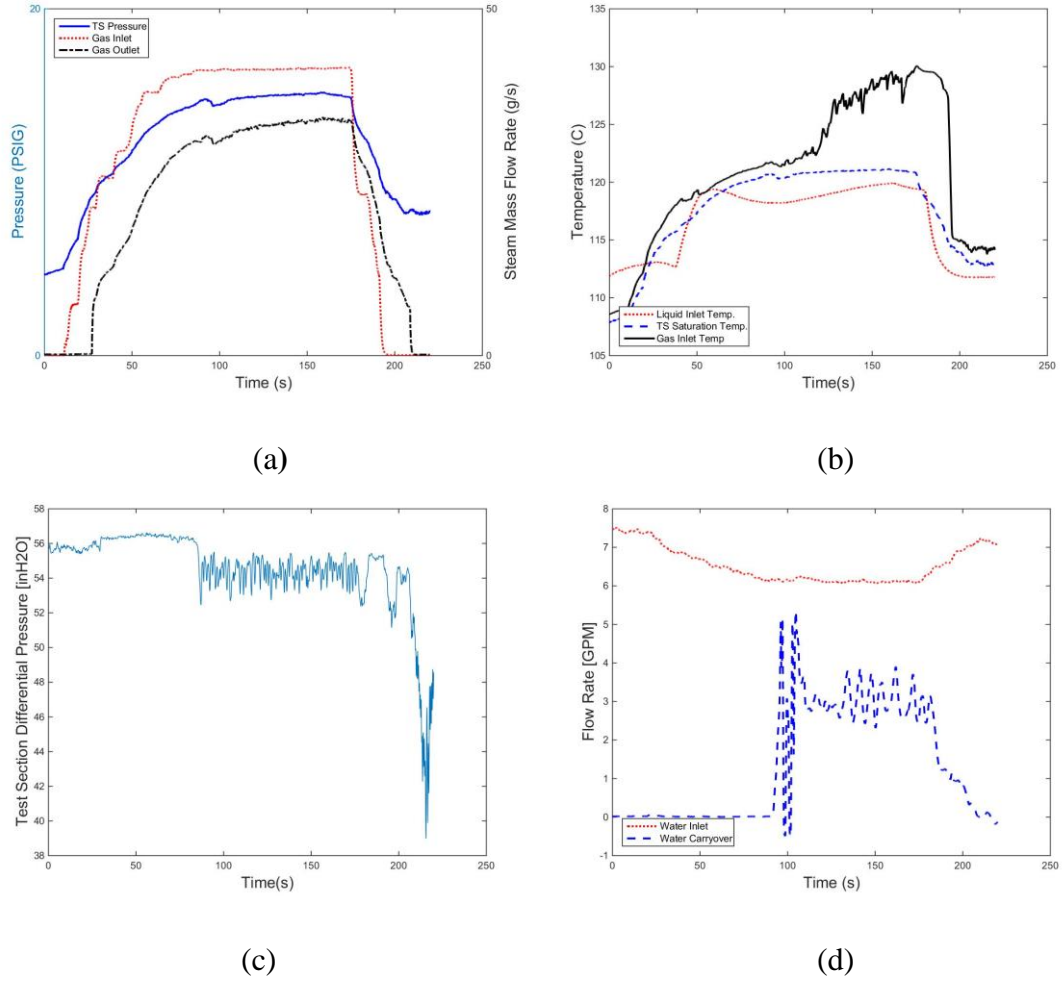 20
50
TS Pressure
Gas Inlet
Gas Outlet
Pressure (PSIG)
Steam Mass Flow Rate (g/s)
0
0
0 50 100 150 200 250
Time (s)
(a)
135
130
125
120
115
110
105
Temperature (C)
Liquid Inlet Temp.
TS Saturation Temp.
Gas Inlet Temp
0 50 100 150 200 250
Time(s)
(b)
58
56
54
52
50
48
46
44
42
40
38
Test Section Differential Pressure [inH2O]
0 50 100 150 200 250
Time(s)
(c)
8
7
6
5
4
3
2
1
0
-1
Flow Rate [GPM]
Water Inlet
Water Carryover
0 50 100 150 200 250
Time (s)
(d)